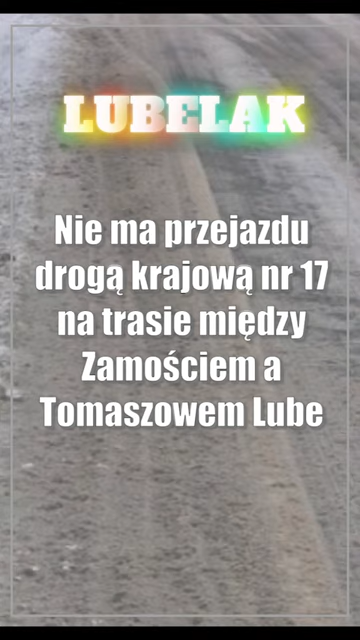 LUBELAK
Nie ma przejazdu
drogą krajową nr 17
na trasie między
Zamościem a
Tomaszowem Lube